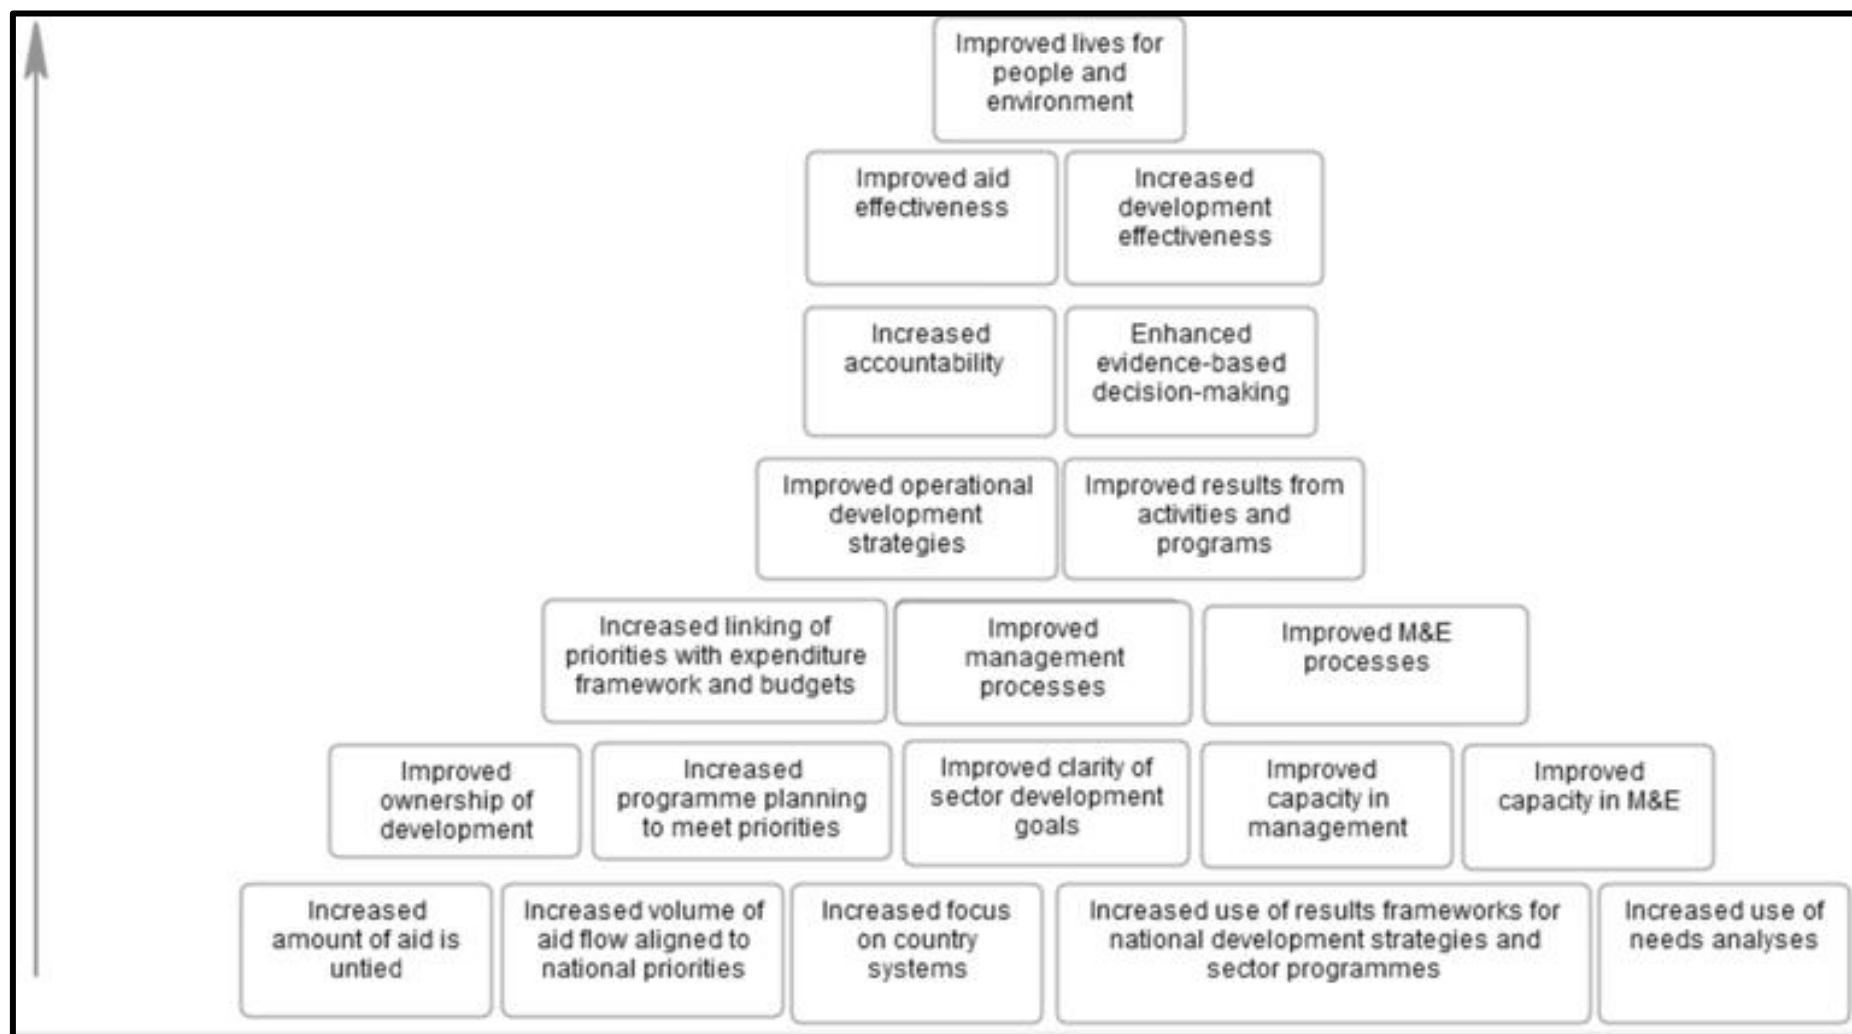 Improved lives for
people and
environment
Improved aid
effectiveness
Increased
development
effectiveness
Increased
accountability
Enhanced
evidence-based
decision-making
Improved operational
development
strategies
Improved results from
activities and
programs
Increased linking of
priorities with expenditure
framework and budgets
Improved
management
processes
Improved M&E
processes
Improved
ownership of
development
Increased
programme planning
to meet priorities
Improved clarity of
sector development
goals
Improved
capacity in
management
Improved
capacity in M&E
Increased
amount of aid is
untied
Increased volume of
aid flow aligned to
national priorities
Increased focus
on country
systems
Increased use of results frameworks for
national development strategies and
sector programmes
Increased use of
needs analyses